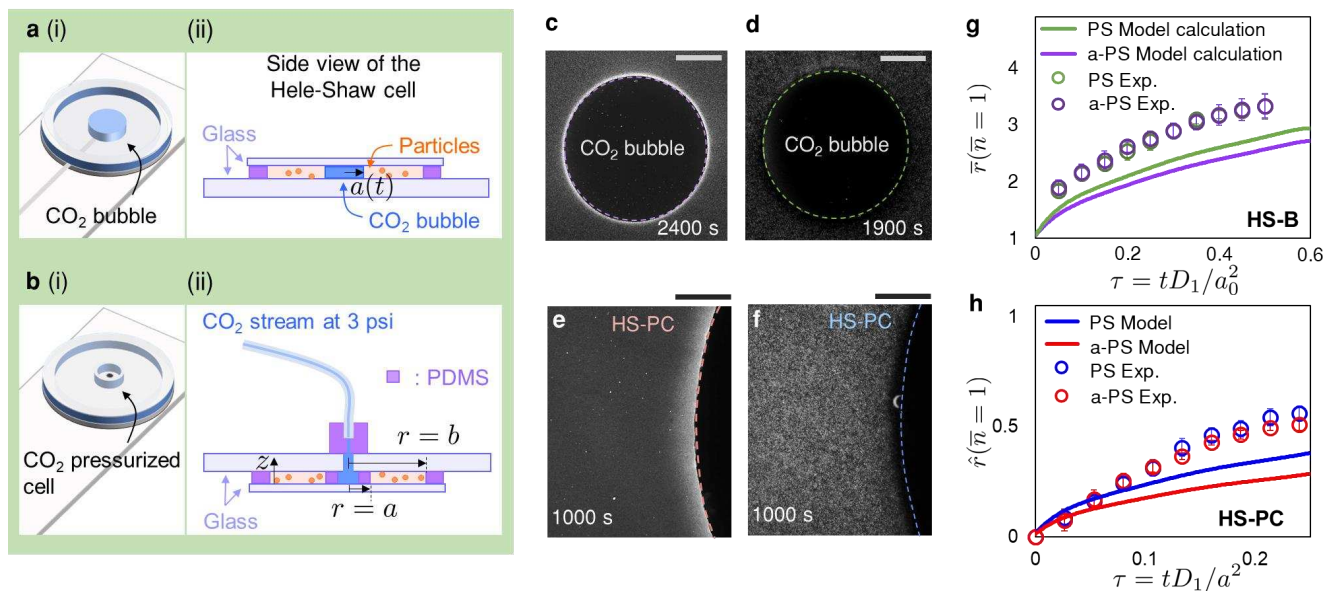 a (i)
(ii)
Side view of the
Hele-Shaw cell
Glass
Particles
a(t)
CO₂ bubble
CO₂ bubble
b (i)
(ii)
CO₂ stream at 3 psi
: PDMS
r = b
z
r = a
CO₂ pressurized
cell
Glass
c
CO₂ bubble
2400 s
d
CO₂ bubble
1900 s
e
HS-PC
1000 s
f
HS-PC
1000 s
g
PS Model calculation
a-PS Model calculation
PS Exp.
a-PS Exp.
4
3
2
1
r̅(n̅ = 1)
HS-B
0
0.2
0.4
0.6
τ = tD₁/a₀²
h
PS Model
a-PS Model
PS Exp.
a-PS Exp.
1
0.5
0
r̂(n̅ = 1)
HS-PC
0
0.1
0.2
τ = tD₁/a²